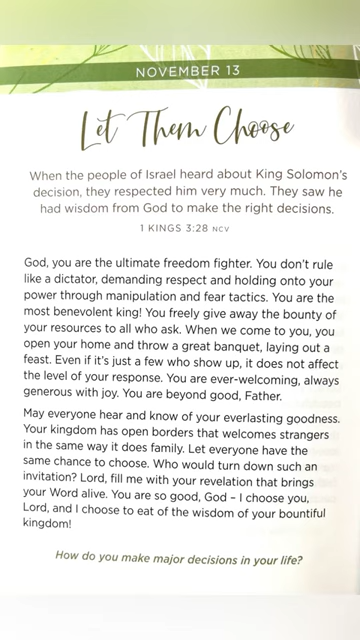 NOVEMBER 13
Let Them Choose
When the people of Israel heard about King Solomon's
decision, they respected him very much. They saw he
had wisdom from God to make the right decisions.
1 KINGS 3:28 NCV
God, you are the ultimate freedom fighter. You don't rule
like a dictator, demanding respect and holding onto your
power through manipulation and fear tactics. You are the
most benevolent king! You freely give away the bounty of
your resources to all who ask. When we come to you, you
open your home and throw a great banquet, laying out a
feast. Even if it's just a few who show up, it does not affect
the level of your response. You are ever-welcoming, always
generous with joy. You are beyond good, Father.
May everyone hear and know of your everlasting goodness.
Your kingdom has open borders that welcomes strangers
in the same way it does family. Let everyone have the
same chance to choose. Who would turn down such an
invitation? Lord, fill me with your revelation that brings
your Word alive. You are so good, God – I choose you,
Lord, and I choose to eat of the wisdom of your bountiful
kingdom!
How do you make major decisions in your life?